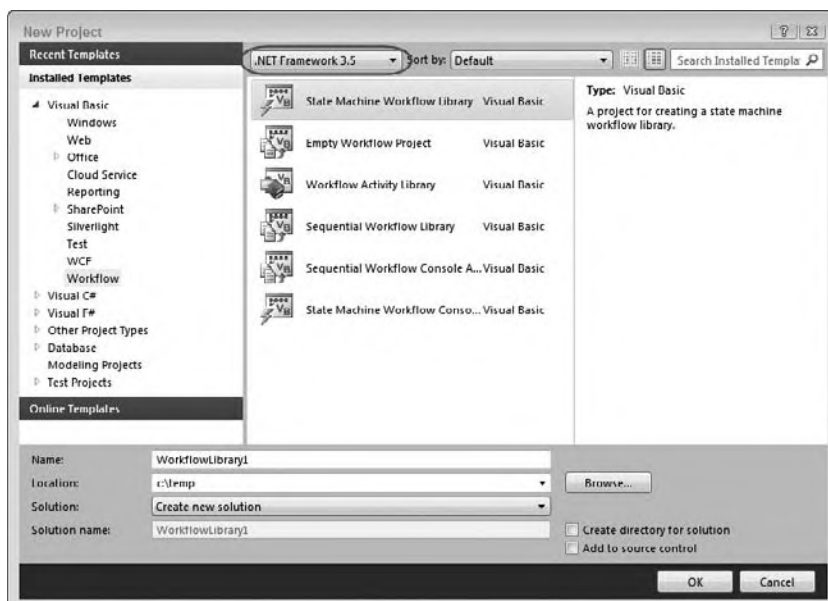 New Project
Recent Templates
.NET Framework 3.5
Sort by: Default
Search Installed Templa
Installed Templates
Visual Basic
Windows
Web
Office
Cloud Service
Reporting
SharePoint
Silverlight
Test
WCF
Workflow
Visual C#
Visual F#
Other Project Types
Database
Modeling Projects
Test Projects
Online Templates
State Machine Workflow Library Visual Basic
Empty Workflow Project Visual Basic
Workflow Activity Library Visual Basic
Sequential Workflow Library Visual Basic
Sequential Workflow Console A... Visual Basic
State Machine Workflow Conso... Visual Basic
Type: Visual Basic
A project for creating a state machine
workflow library.
Name: WorkflowLibrary1
Location: c:\temp
Browse...
Solution: Create new solution
Solution name: WorkflowLibrary1
Create directory for solution
Add to source control
OK
Cancel